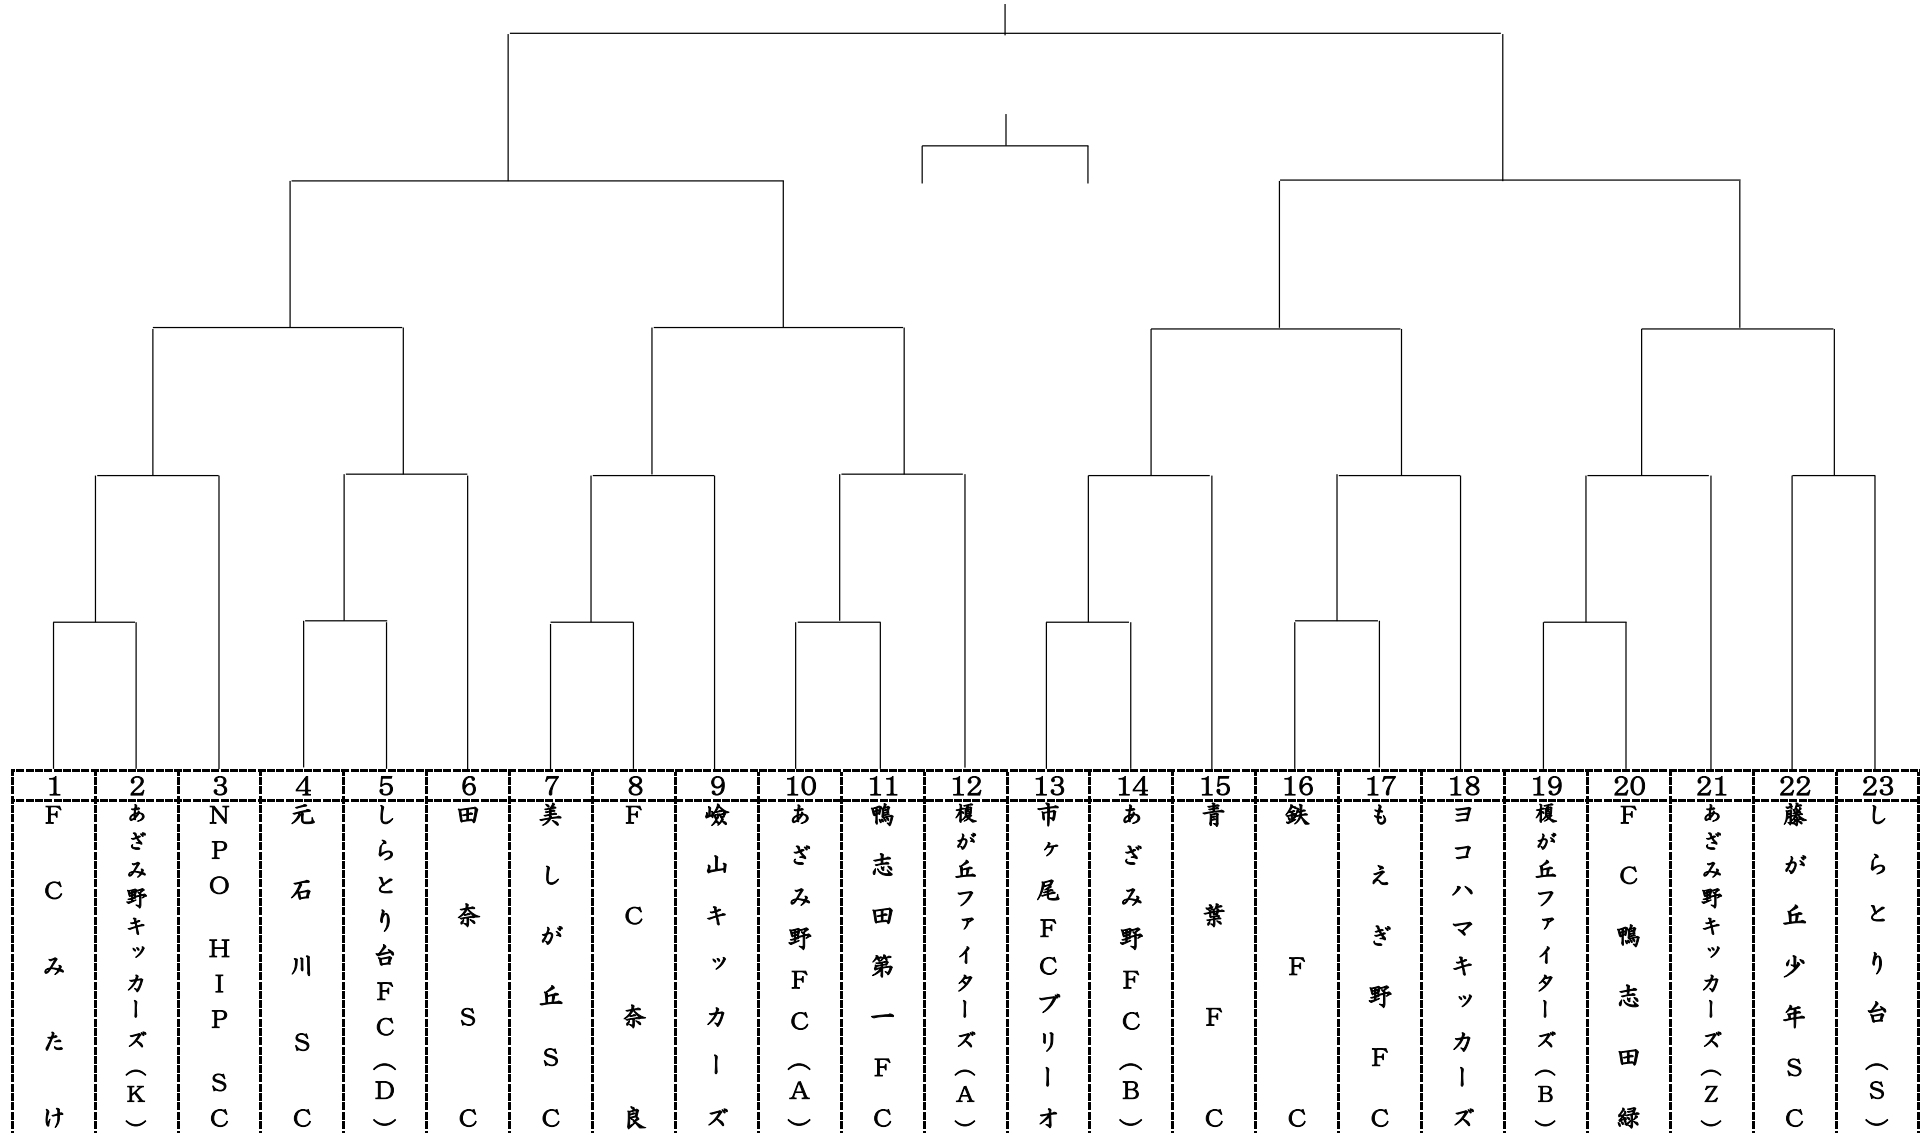 1 2 3 4 5 6 7 8 9 10 11 12 13 14 15 16 17 18 19 20 21 22 23
FCみたけ
あざみ野キッカーズ(K)
NPO HIP SC
元石川SC
しらとり台FC(D)
田奈SC
美しが丘SC
FC奈良
嶮山キッカーズ
あざみ野FC(A)
鴨志田第一FC
榎が丘ファイターズ(A)
市ヶ尾FCブリーオ
あざみ野FC(B)
青葉FC
鉄FC
もえぎ野FC
ヨコハマキッカーズ
榎が丘ファイターズ(B)
FC鴨志田緑
あざみ野キッカーズ(Z)
藤が丘少年SC
しらとり台(S)